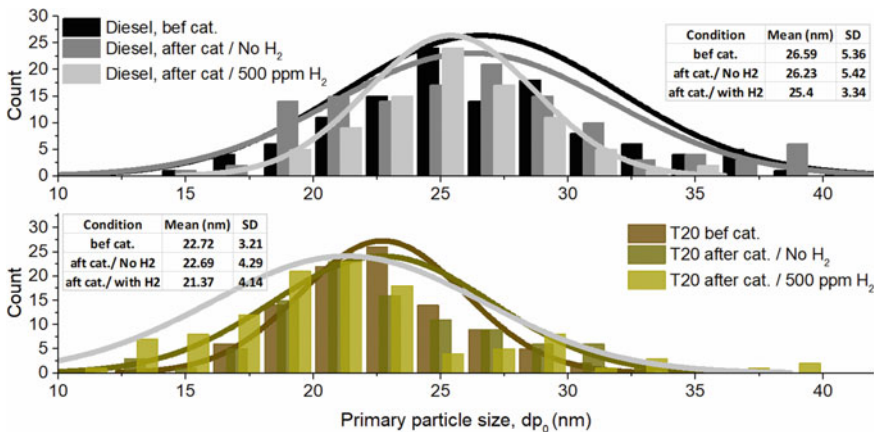 30
25
20
15
10
5
0
Count
Diesel, bef cat.
Diesel, after cat / No H₂
Diesel, after cat / 500 ppm H₂
Condition Mean (nm) SD
bef cat. 26.59 5.36
aft cat./ No H2 26.23 5.42
aft cat./ with H2 25.4 3.34
10 15 20 25 30 35 40
30
25
20
15
10
5
0
Count
Condition Mean (nm) SD
bef cat. 22.72 3.21
aft cat./ No H2 22.69 4.29
aft cat./ with H2 21.37 4.14
T20 bef cat.
T20 after cat. / No H₂
T20 after cat. / 500 ppm H₂
10 15 20 25 30 35 40
Primary particle size, dp₀ (nm)